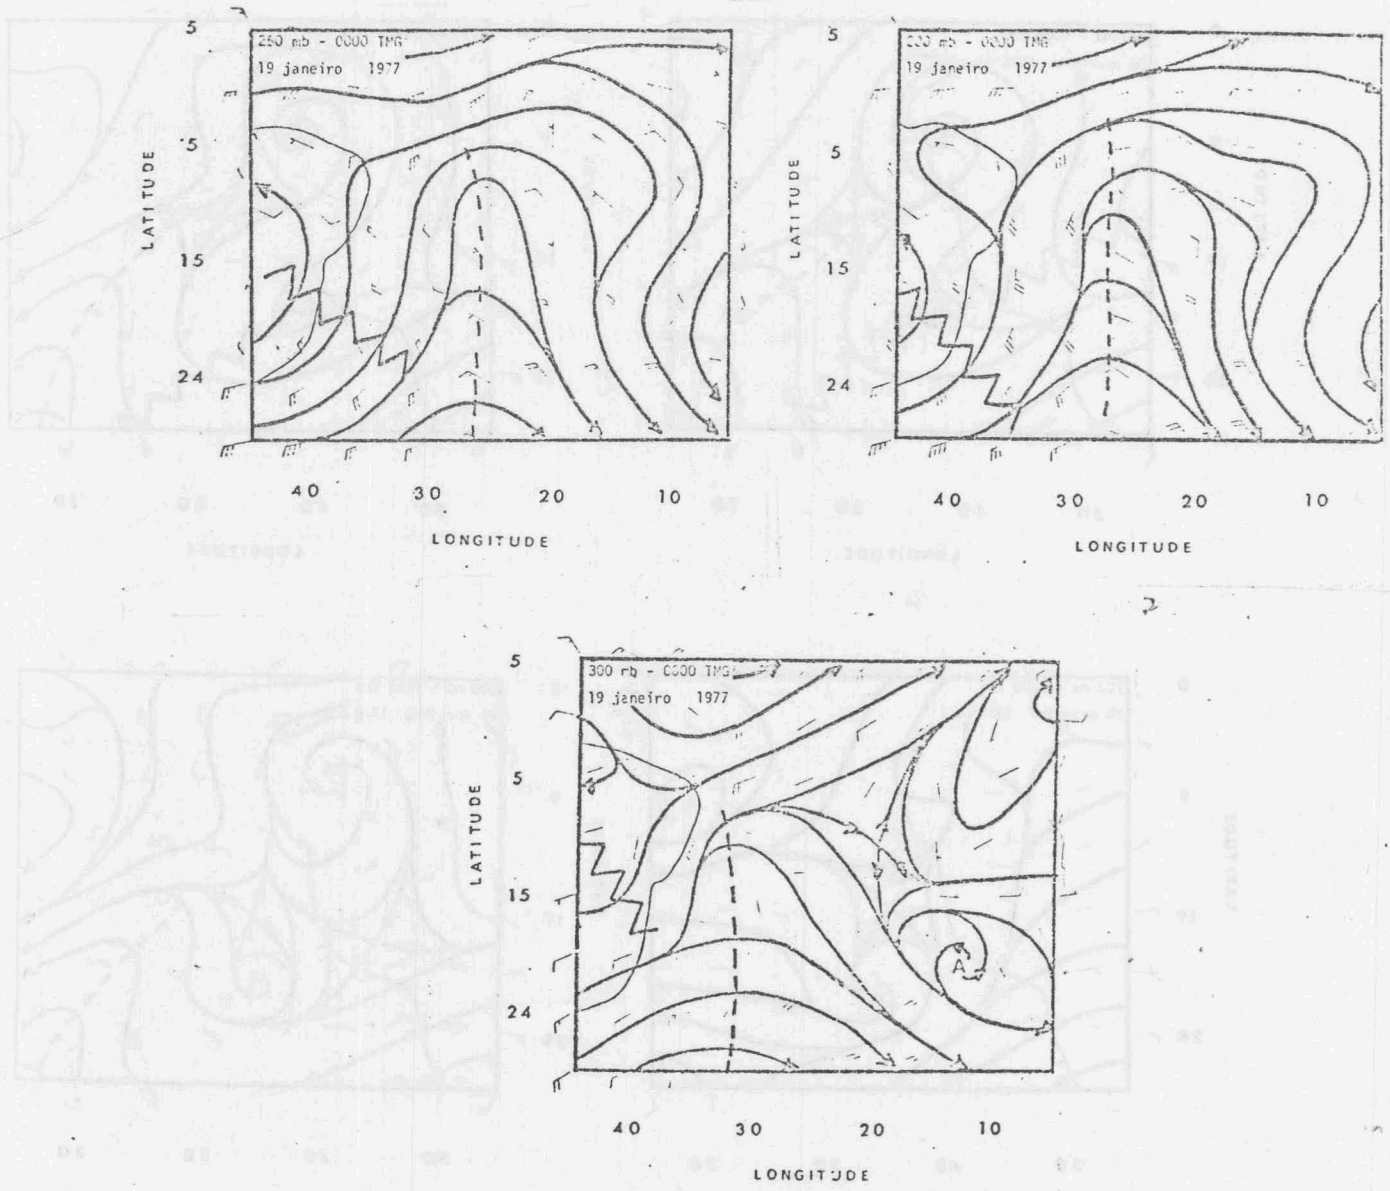 250 mb - 0000 TMG
19 janeiro 1977
5
5
15
24
LATITUDE
40 30 20 10
LONGITUDE
200 mb - 0000 TMG
19 janeiro 1977
5
5
15
24
LATITUDE
40 30 20 10
LONGITUDE
300 mb - 0000 TMG
19 janeiro 1977
5
5
15
24
LATITUDE
A
40 30 20 10
LONGITUDE